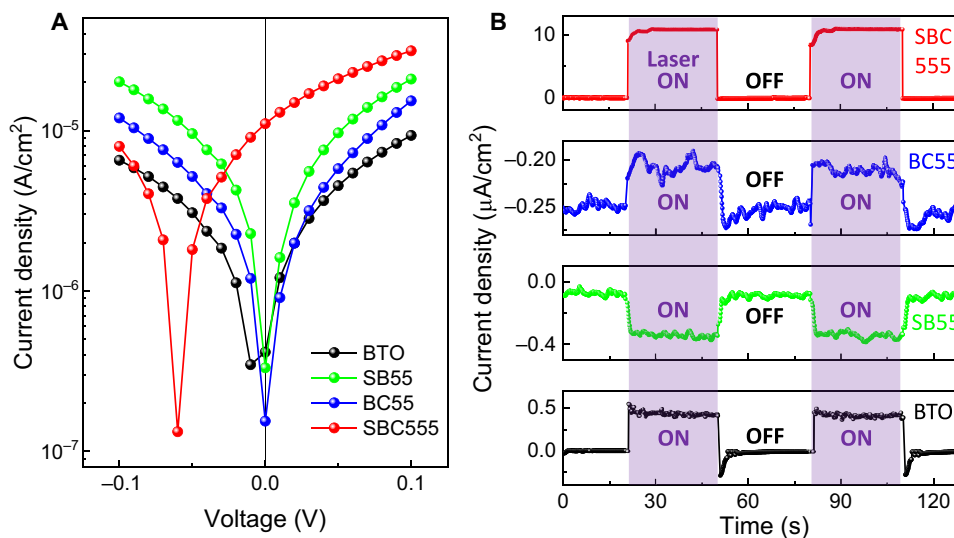 A
Current density (A/cm²)
10⁻⁵
10⁻⁶
10⁻⁷
BTO
SB55
BC55
SBC555
−0.1
0.0
0.1
Voltage (V)
B
Current density (μA/cm²)
10
0
Laser
ON
OFF
ON
SBC
555
−0.20
−0.25
ON
OFF
ON
BC55
0.0
−0.4
ON
OFF
ON
SB55
0.5
0.0
ON
OFF
ON
BTO
0
30
60
90
120
Time (s)